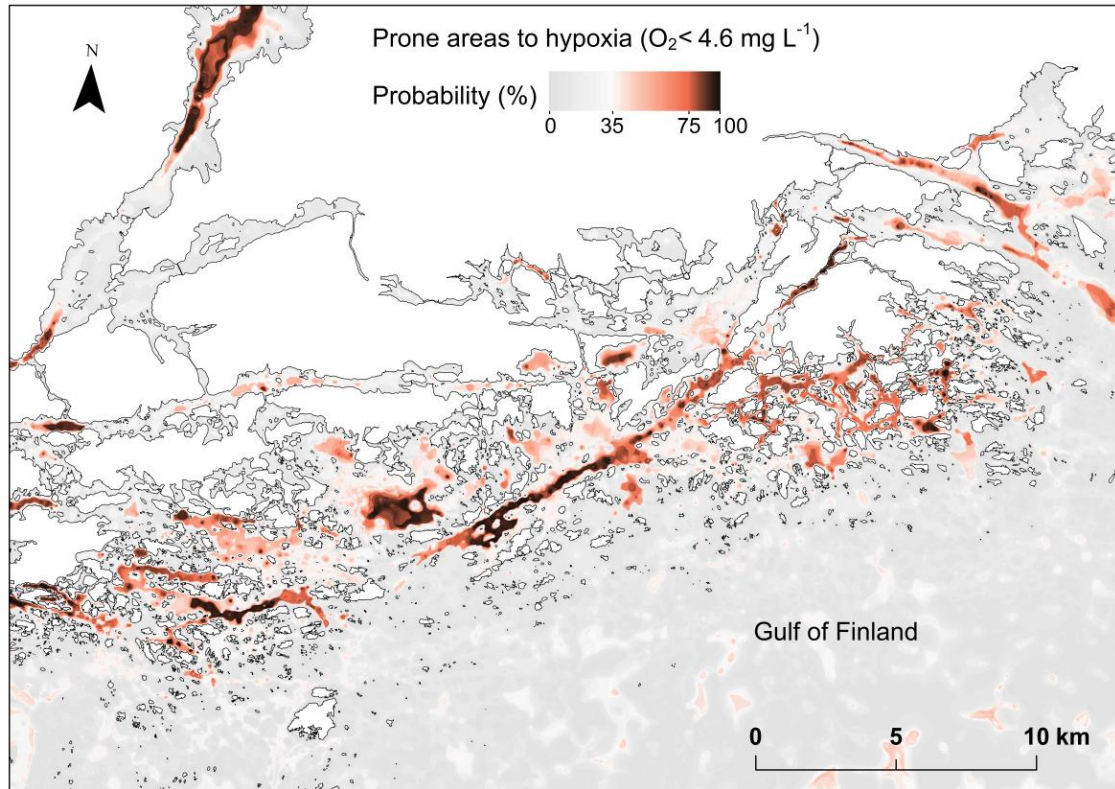 Prone areas to hypoxia (O₂< 4.6 mg L⁻¹)
N
Probability (%)
0 35 75 100
Gulf of Finland
0 5 10 km